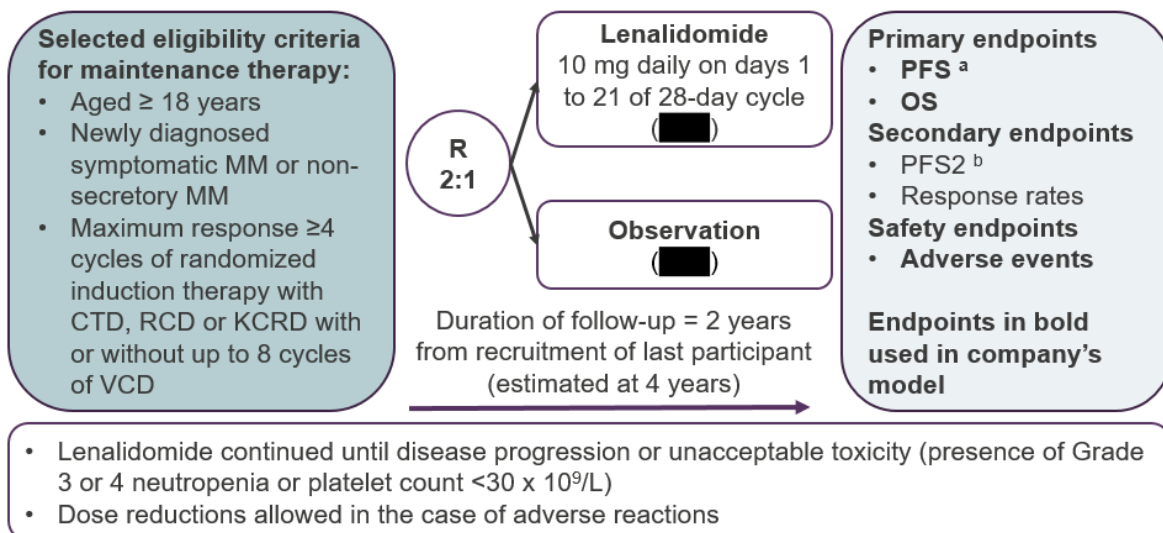 Selected eligibility criteria
for maintenance therapy:
• Aged ≥ 18 years
• Newly diagnosed
symptomatic MM or non-
secretory MM
• Maximum response ≥4
cycles of randomized
induction therapy with
CTD, RCD or KCRD with
or without up to 8 cycles
of VCD
R
2:1
Lenalidomide
10 mg daily on days 1
to 21 of 28-day cycle
( )
Observation
( )
Duration of follow-up = 2 years
from recruitment of last participant
(estimated at 4 years)
Primary endpoints
• PFS ᵃ
• OS
Secondary endpoints
• PFS2 ᵇ
• Response rates
Safety endpoints
• Adverse events
Endpoints in bold
used in company’s
model
• Lenalidomide continued until disease progression or unacceptable toxicity (presence of Grade
3 or 4 neutropenia or platelet count <30 x 10⁹/L)
• Dose reductions allowed in the case of adverse reactions